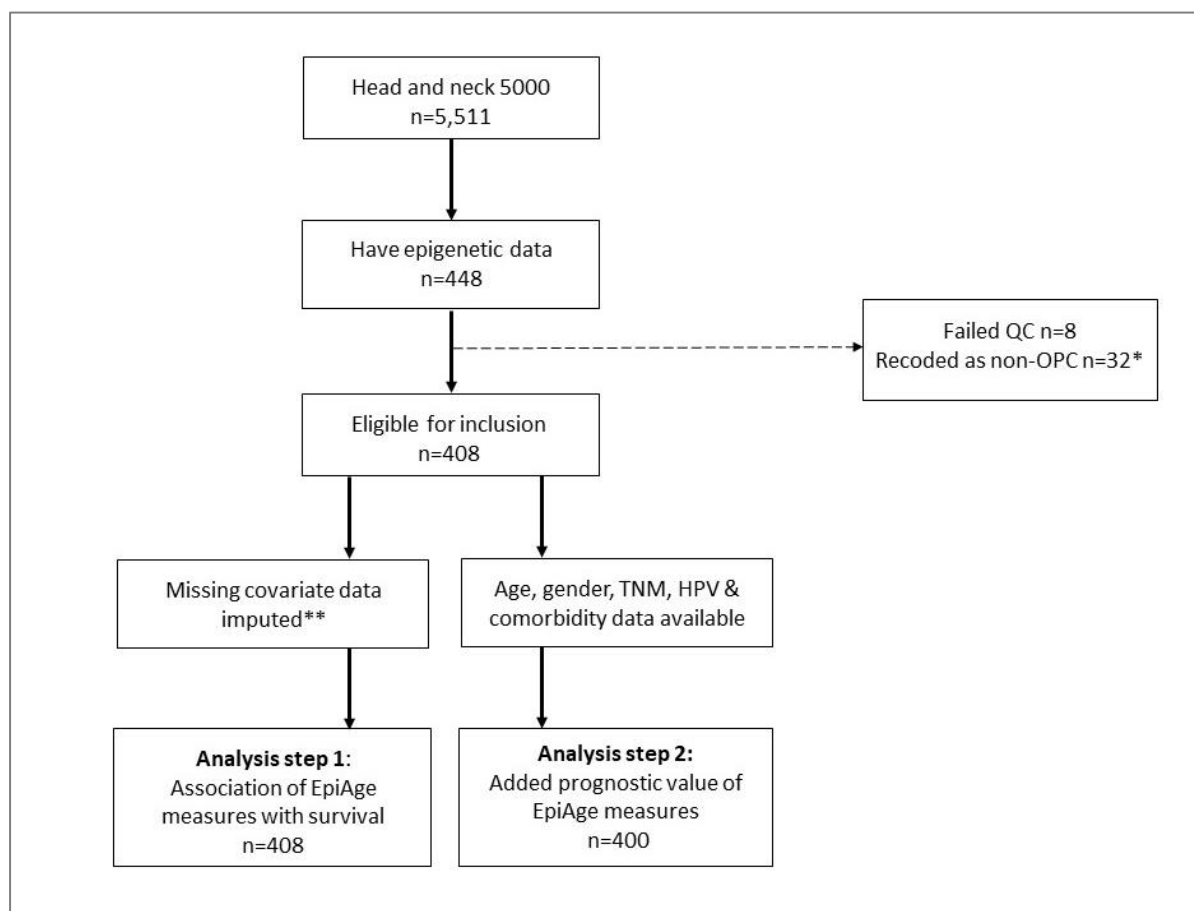 Head and neck 5000
n=5,511
Have epigenetic data
n=448
Failed QC n=8
Recoded as non-OPC n=32*
Eligible for inclusion
n=408
Missing covariate data
imputed**
Age, gender, TNM, HPV &
comorbidity data available
Analysis step 1:
Association of EpiAge
measures with survival
n=408
Analysis step 2:
Added prognostic value of
EpiAge measures
n=400